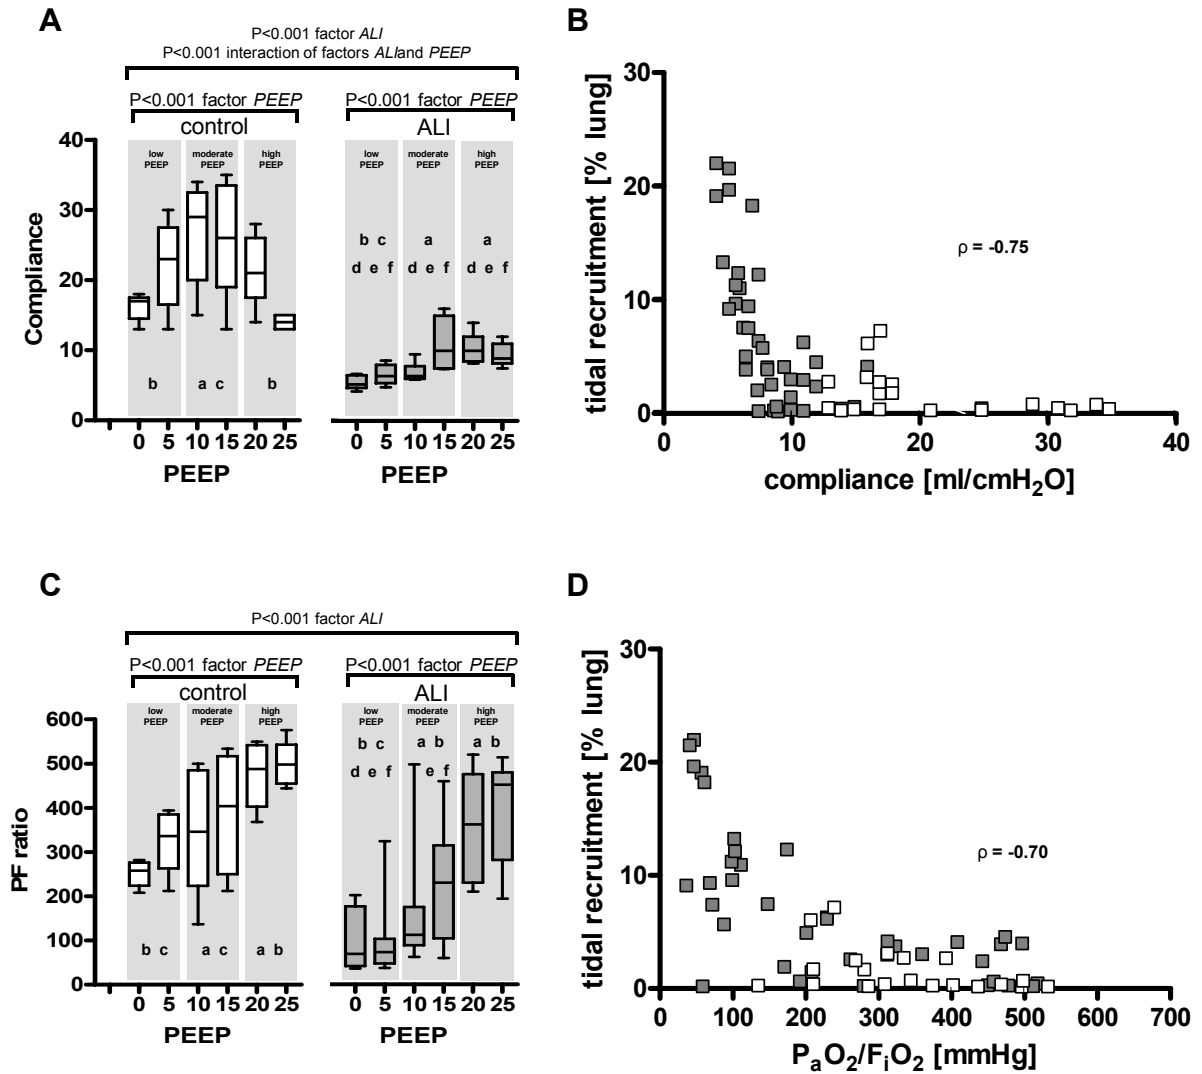 A
P<0.001 factor ALI
P<0.001 interaction of factors ALIand PEEP
P<0.001 factor PEEP
P<0.001 factor PEEP
control
ALI
low PEEP
moderate PEEP
high PEEP
low PEEP
moderate PEEP
high PEEP
Compliance
40
30
20
10
0
b c
a
a
d e f
d e f
d e f
b
a c
b
0 5 10 15 20 25
0 5 10 15 20 25
PEEP
PEEP
B
tidal recruitment [% lung]
30
20
10
0
ρ = -0.75
0 10 20 30 40
compliance [ml/cmH₂O]
C
P<0.001 factor ALI
P<0.001 factor PEEP
P<0.001 factor PEEP
control
ALI
low PEEP
moderate PEEP
high PEEP
low PEEP
moderate PEEP
high PEEP
PF ratio
600
500
400
300
200
100
0
b c
a b
a b
d e f
e f
b c
a c
a b
0 5 10 15 20 25
0 5 10 15 20 25
PEEP
PEEP
D
tidal recruitment [% lung]
30
20
10
0
ρ = -0.70
0 100 200 300 400 500 600 700
PₐO₂/FᵢO₂ [mmHg]